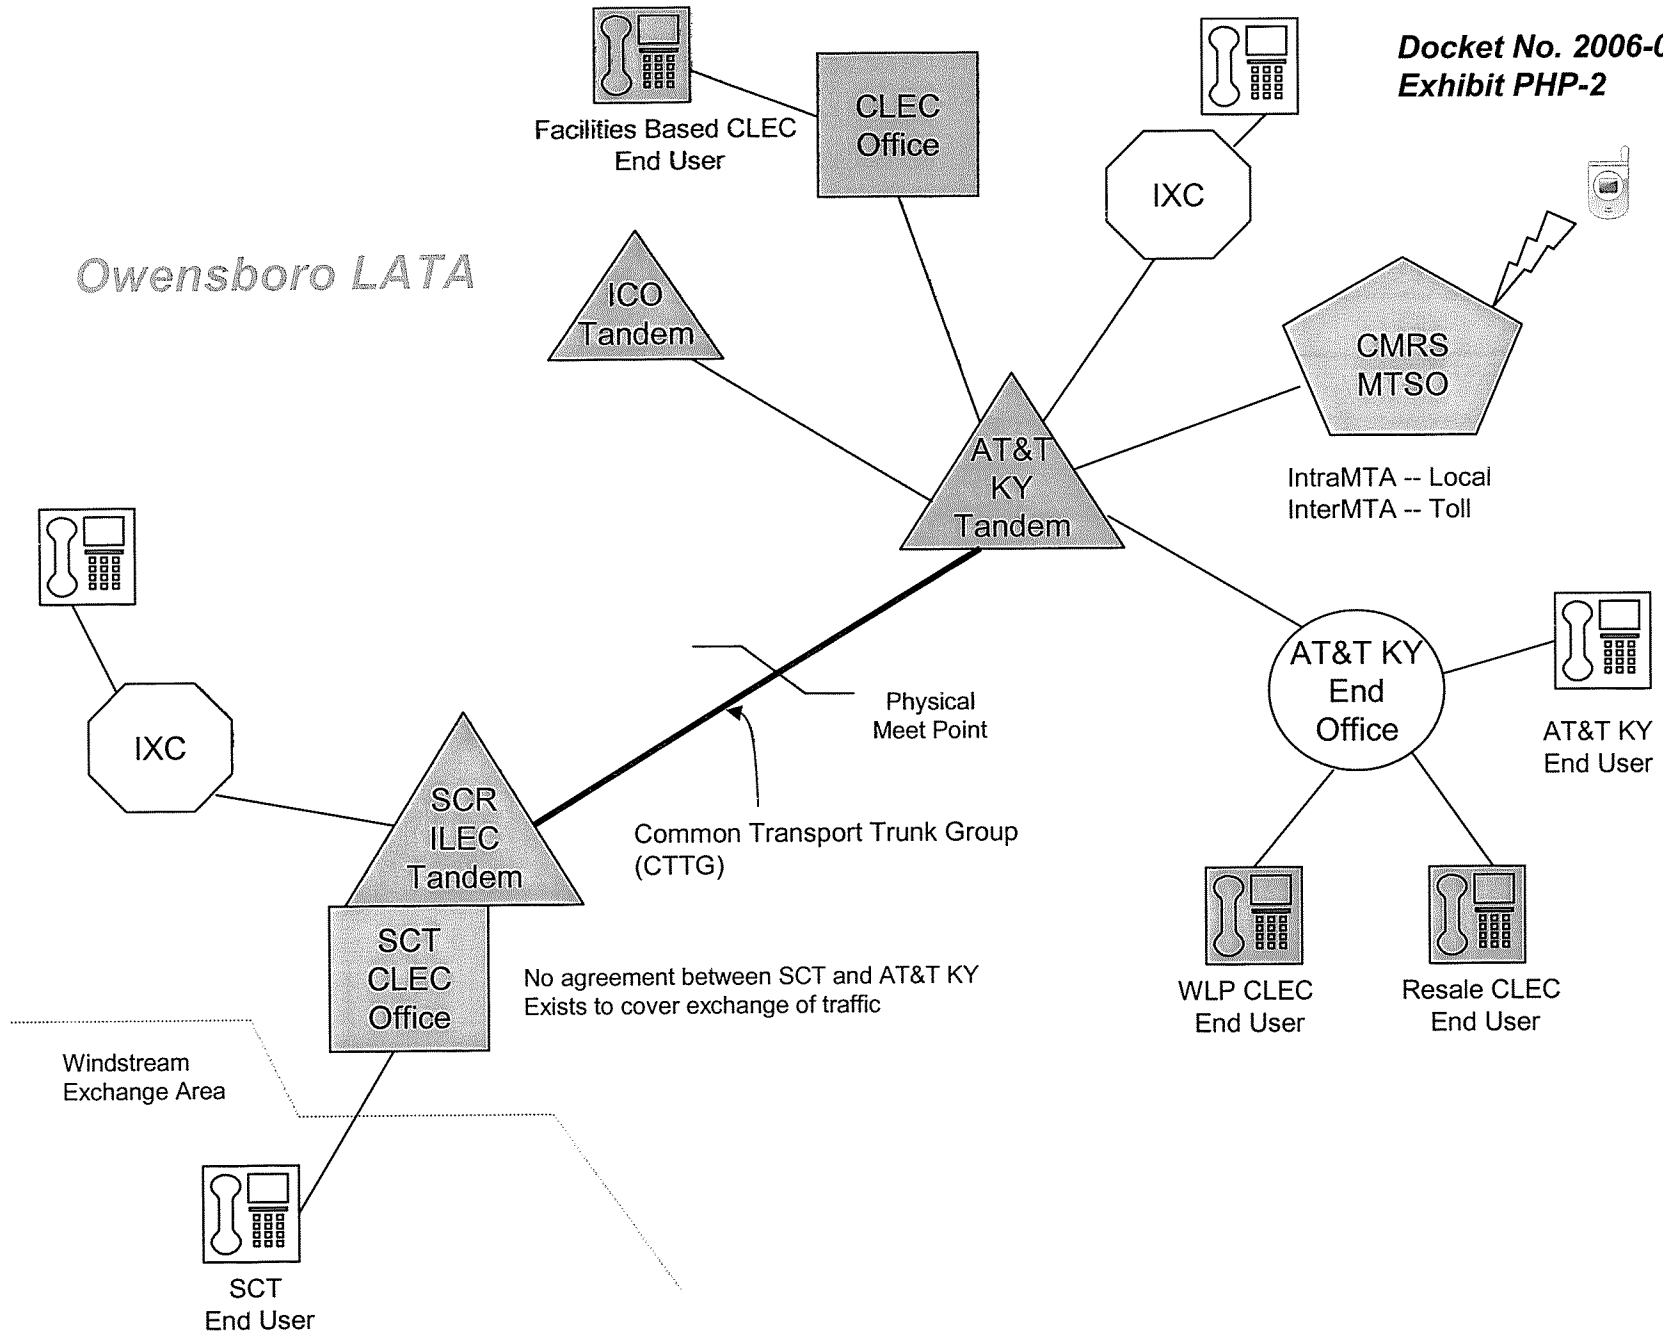 Docket No. 2006-0
Exhibit PHP-2
Facilities Based CLEC
End User
CLEC
Office
IXC
Owensboro LATA
ICO
Tandem
CMRS
MTSO
IntraMTA -- Local
InterMTA -- Toll
AT&T
KY
Tandem
AT&T KY
End
Office
AT&T KY
End User
Physical
Meet Point
IXC
SCR
ILEC
Tandem
Common Transport Trunk Group
(CTTG)
SCT
CLEC
Office
No agreement between SCT and AT&T KY
Exists to cover exchange of traffic
WLP CLEC
End User
Resale CLEC
End User
Windstream
Exchange Area
SCT
End User